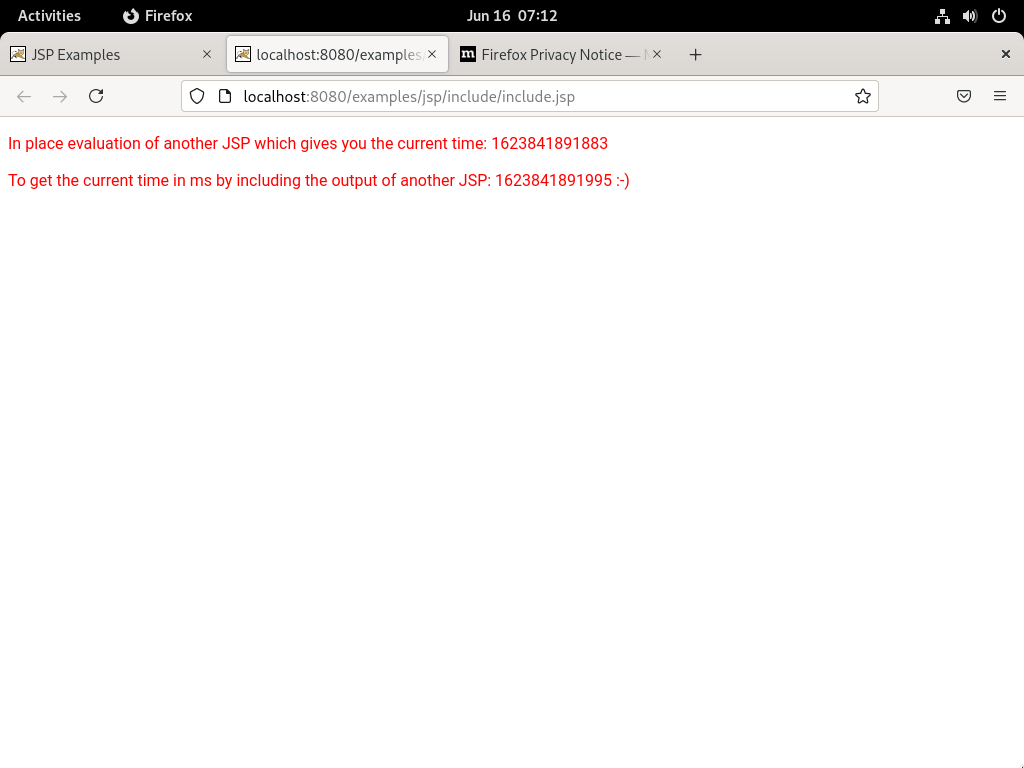 Activities Firefox Jun 16 07:12
JSP Examples localhost:8080/examples m Firefox Privacy Notice —
localhost:8080/examples/jsp/include/include.jsp
In place evaluation of another JSP which gives you the current time: 1623841891883
To get the current time in ms by including the output of another JSP: 1623841891995 :-)